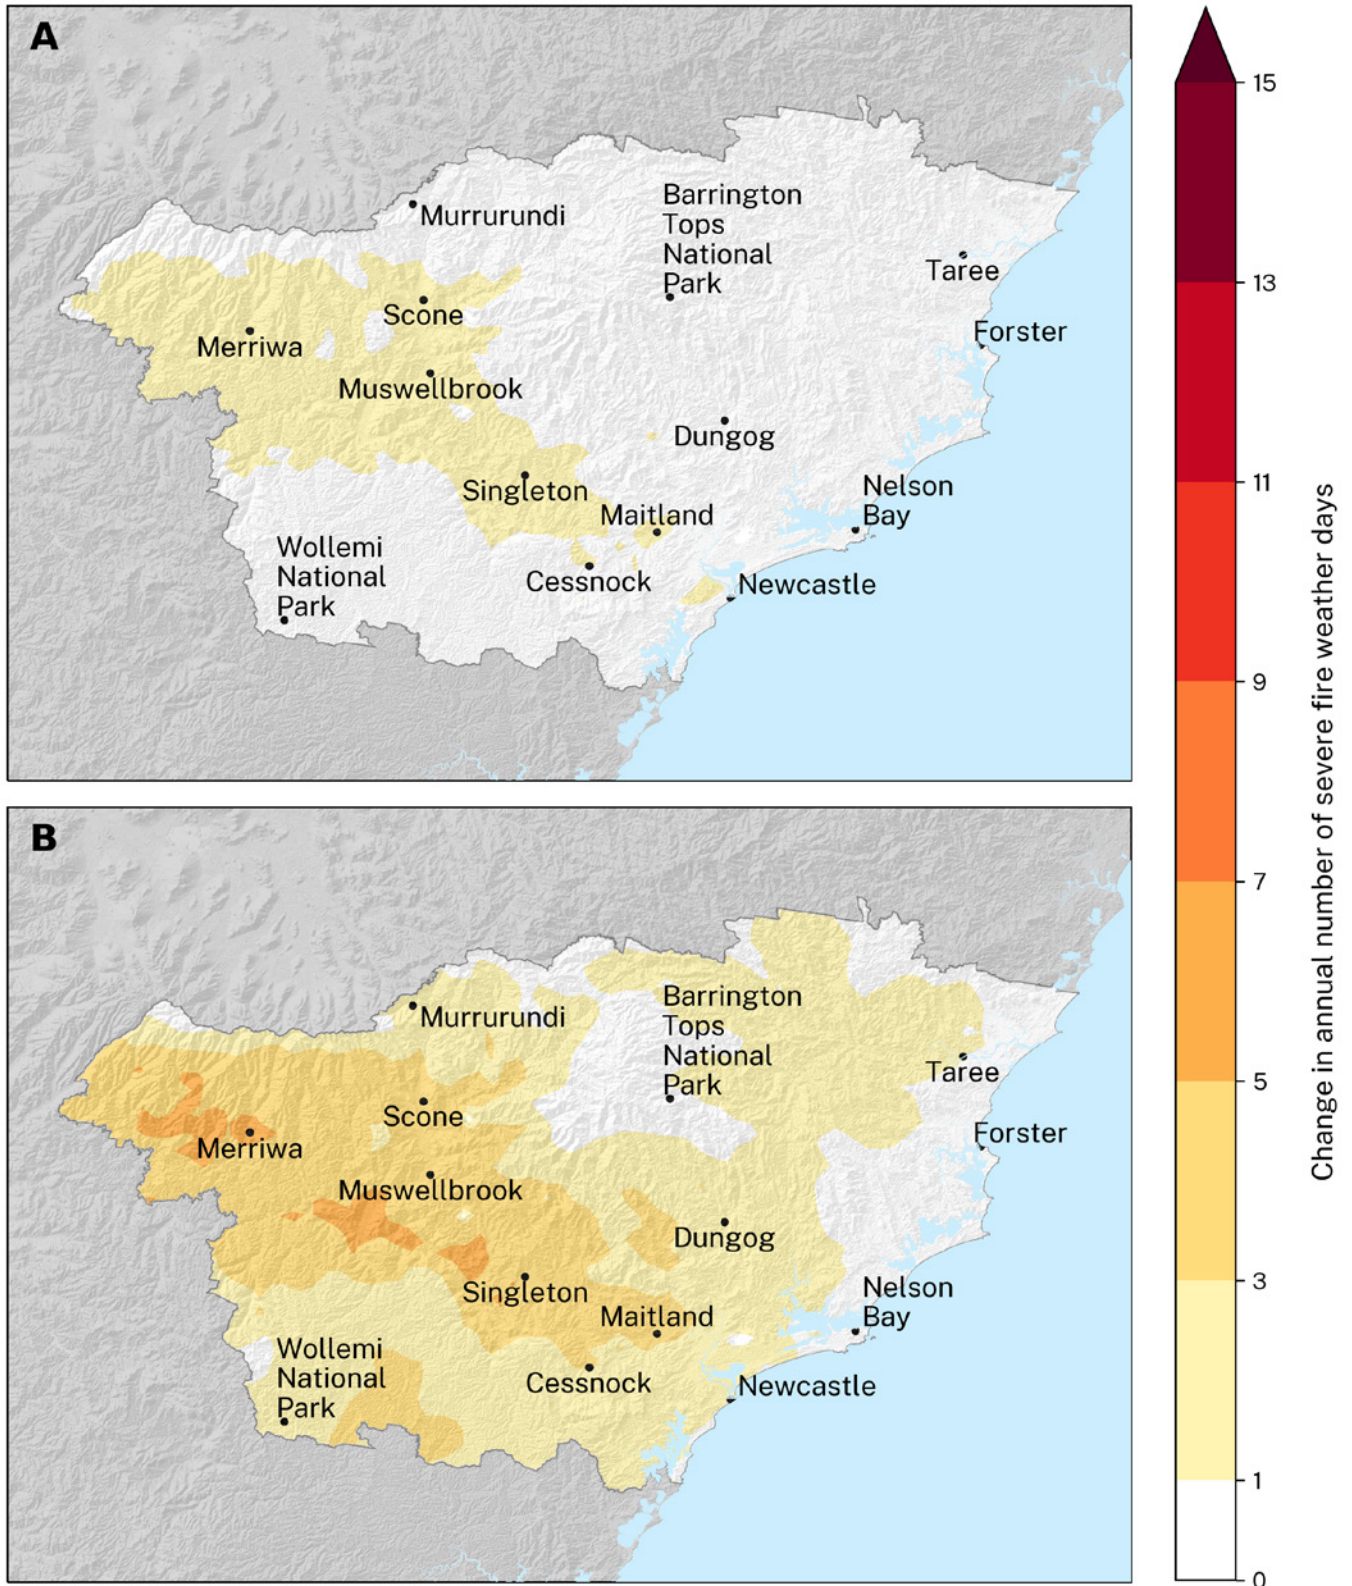 A
Murrurundi
Barrington
Tops
National
Park
Taree
Scone
Forster
Merriwa
Muswellbrook
Dungog
Singleton
Nelson
Bay
Maitland
Wollemi
National
Park
Cessnock
Newcastle
B
Murrurundi
Barrington
Tops
National
Park
Taree
Scone
Forster
Merriwa
Muswellbrook
Dungog
Singleton
Nelson
Bay
Maitland
Wollemi
National
Park
Cessnock
Newcastle
15
13
11
9
7
5
3
1
0
Change in annual number of severe fire weather days